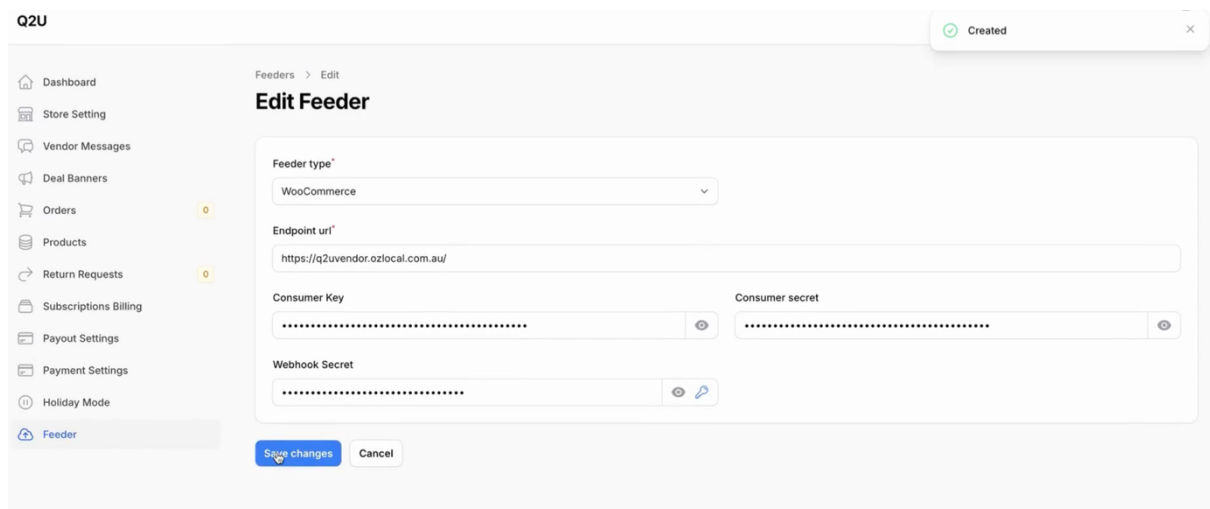 Q2U
Created
Dashboard
Store Setting
Vendor Messages
Deal Banners
Orders 0
Products
Return Requests 0
Subscriptions Billing
Payout Settings
Payment Settings
Holiday Mode
Feeder
Feeders > Edit
Edit Feeder
Feeder type*
WooCommerce
Endpoint url*
https://q2uvendor.ozlocal.com.au/
Consumer Key Consumer secret
Webhook Secret
Save changes Cancel